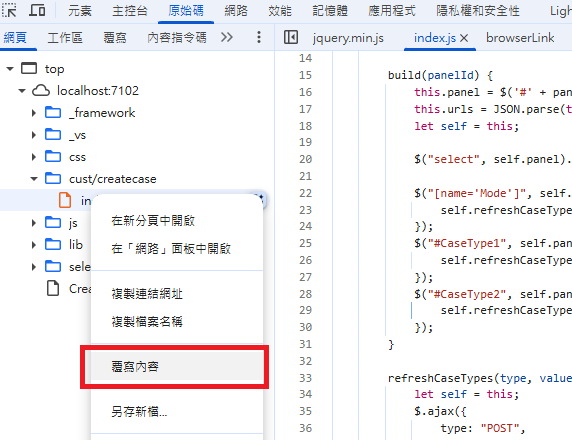 元素 主控台 原始碼 網路 效能 記憶體 應用程式 隱私權和安全性 Ligh
網頁 工作區 覆寫 內容指令碼
jquery.min.js index.js browserLink
top
localhost:7102
_framework
_vs
css
cust/createcase
in
js
lib
sele
Crea
在新分頁中開啟
在「網路」面板中開啟
複製連結網址
複製檔案名稱
覆寫內容
另存新檔...
14
15 build(panelId) {
16 this.panel = $('#' + pan
17 this.urls = JSON.parse(t
18 let self = this;
19
20 $("select", self.panel).
21
22 $("[name='Mode']", self.
23 self.refreshCaseType
24 });
25 $("#CaseType1", self.pan
26 self.refreshCaseType
27 });
28 $("#CaseType2", self.pan
29 self.refreshCaseType
30 });
31 }
32
33 refreshCaseTypes(type, value
34 let self = this;
35 $.ajax({
36 type: "POST",